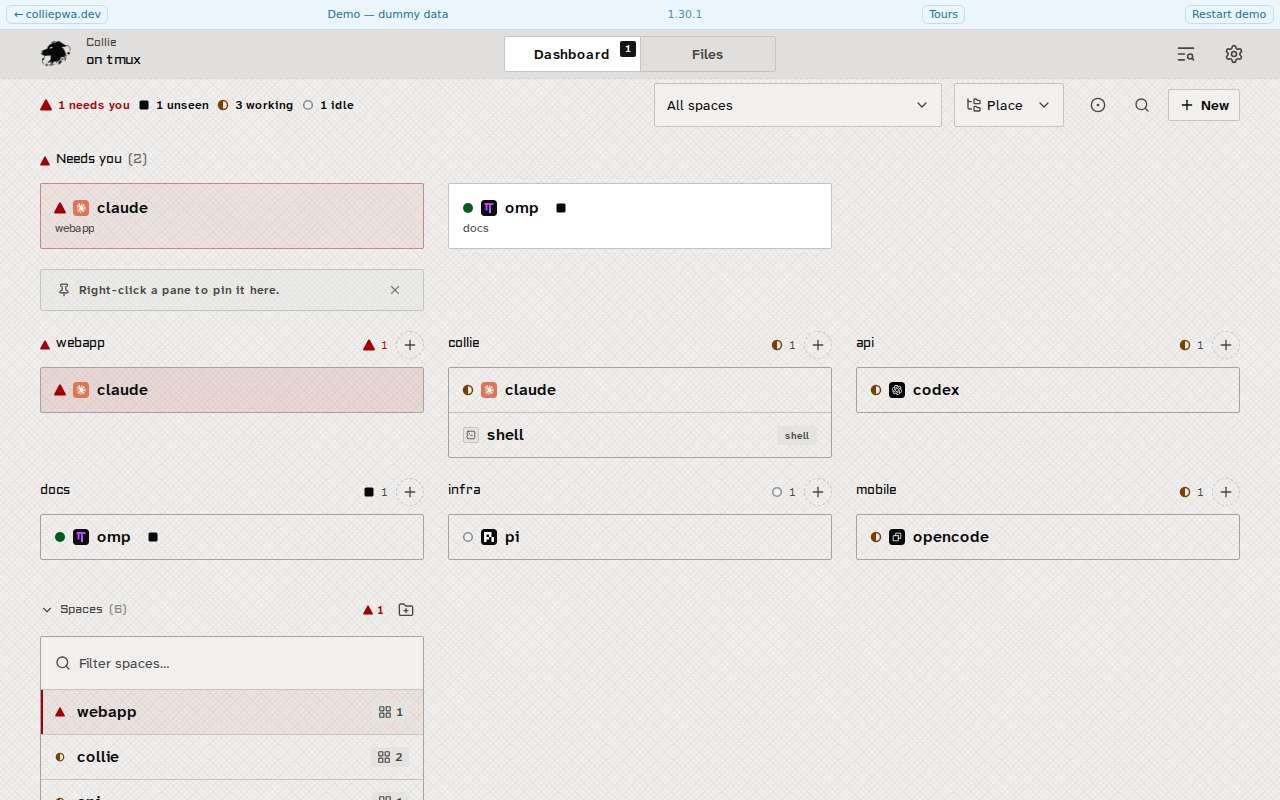 ← colliepwa.dev
Demo — dummy data
1.30.1
Tours
Restart demo
Collie
on tmux
Dashboard 1
Files
1 needs you 1 unseen 3 working 1 idle
All spaces
Place
New
Needs you (2)
claude
webapp
omp
docs
Right-click a pane to pin it here.
webapp 1
collie 1
api 1
claude
claude
codex
shell shell
docs 1
infra 1
mobile 1
omp
pi
opencode
Spaces (6) 1
Filter spaces...
webapp 1
collie 2